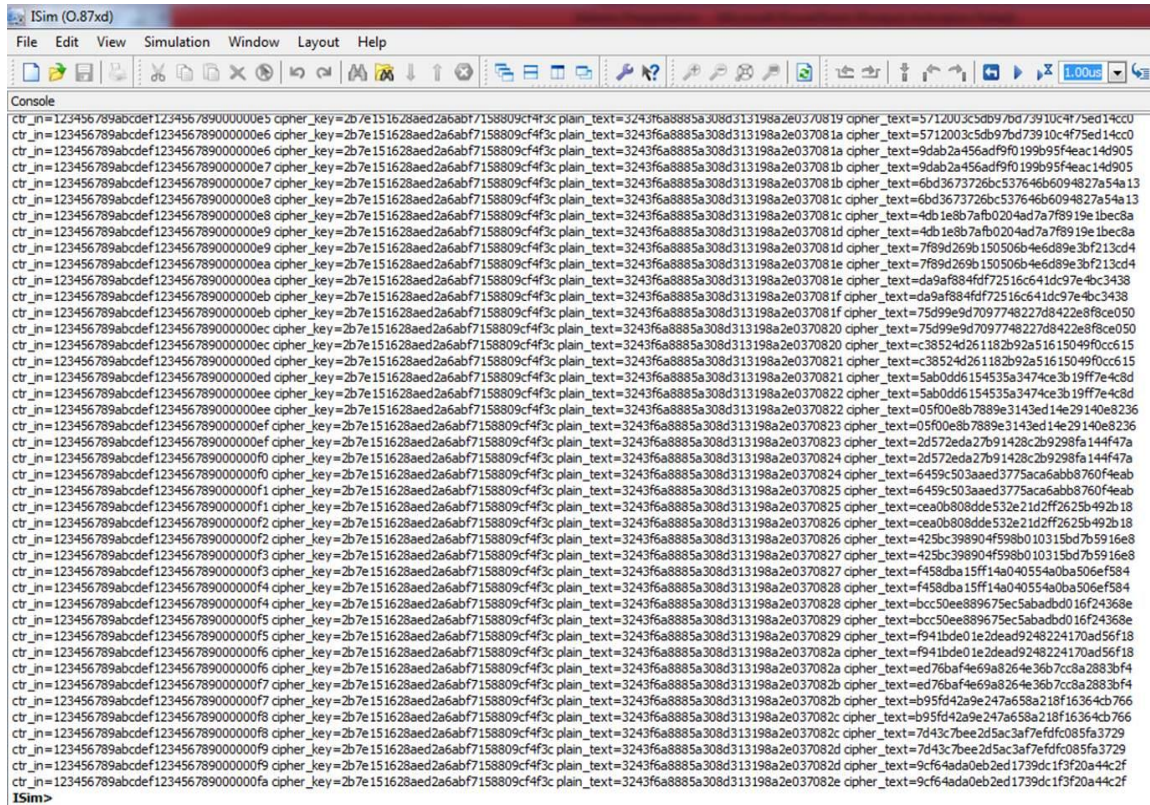 ISim (O.87xd)
File Edit View Simulation Window Layout Help
1.00us
Console
ctr_in=123456789abcdef123456789000000e5 cipher_key=2b7e151628aed2a6abf7158809cf4f3c plain_text=3243f6a8885a308d313198a2e0370819 cipher_text=5712003c5db97bd73910c4f75ed14cc0
ctr_in=123456789abcdef123456789000000e6 cipher_key=2b7e151628aed2a6abf7158809cf4f3c plain_text=3243f6a8885a308d313198a2e037081a cipher_text=5712003c5db97bd73910c4f75ed14cc0
ctr_in=123456789abcdef123456789000000e6 cipher_key=2b7e151628aed2a6abf7158809cf4f3c plain_text=3243f6a8885a308d313198a2e037081a cipher_text=9dab2a456adf9f0199b95f4eac14d905
ctr_in=123456789abcdef123456789000000e7 cipher_key=2b7e151628aed2a6abf7158809cf4f3c plain_text=3243f6a8885a308d313198a2e037081b cipher_text=9dab2a456adf9f0199b95f4eac14d905
ctr_in=123456789abcdef123456789000000e7 cipher_key=2b7e151628aed2a6abf7158809cf4f3c plain_text=3243f6a8885a308d313198a2e037081b cipher_text=6bd3673726bc537646b6094827a54a13
ctr_in=123456789abcdef123456789000000e8 cipher_key=2b7e151628aed2a6abf7158809cf4f3c plain_text=3243f6a8885a308d313198a2e037081c cipher_text=6bd3673726bc537646b6094827a54a13
ctr_in=123456789abcdef123456789000000e8 cipher_key=2b7e151628aed2a6abf7158809cf4f3c plain_text=3243f6a8885a308d313198a2e037081c cipher_text=4db1e8b7afb0204ad7a7f8919e1bec8a
ctr_in=123456789abcdef123456789000000e9 cipher_key=2b7e151628aed2a6abf7158809cf4f3c plain_text=3243f6a8885a308d313198a2e037081d cipher_text=4db1e8b7afb0204ad7a7f8919e1bec8a
ctr_in=123456789abcdef123456789000000e9 cipher_key=2b7e151628aed2a6abf7158809cf4f3c plain_text=3243f6a8885a308d313198a2e037081d cipher_text=7f89d269b150506b4e6d89e3bf213cd4
ctr_in=123456789abcdef123456789000000ea cipher_key=2b7e151628aed2a6abf7158809cf4f3c plain_text=3243f6a8885a308d313198a2e037081e cipher_text=7f89d269b150506b4e6d89e3bf213cd4
ctr_in=123456789abcdef123456789000000ea cipher_key=2b7e151628aed2a6abf7158809cf4f3c plain_text=3243f6a8885a308d313198a2e037081e cipher_text=da9af884fdf72516c641dc97e4bc3438
ctr_in=123456789abcdef123456789000000eb cipher_key=2b7e151628aed2a6abf7158809cf4f3c plain_text=3243f6a8885a308d313198a2e037081f cipher_text=da9af884fdf72516c641dc97e4bc3438
ctr_in=123456789abcdef123456789000000eb cipher_key=2b7e151628aed2a6abf7158809cf4f3c plain_text=3243f6a8885a308d313198a2e037081f cipher_text=75d99e9d7097748227d8422e8f8ce050
ctr_in=123456789abcdef123456789000000ec cipher_key=2b7e151628aed2a6abf7158809cf4f3c plain_text=3243f6a8885a308d313198a2e0370820 cipher_text=75d99e9d7097748227d8422e8f8ce050
ctr_in=123456789abcdef123456789000000ec cipher_key=2b7e151628aed2a6abf7158809cf4f3c plain_text=3243f6a8885a308d313198a2e0370820 cipher_text=c38524d261182b92a51615049f0cc615
ctr_in=123456789abcdef123456789000000ed cipher_key=2b7e151628aed2a6abf7158809cf4f3c plain_text=3243f6a8885a308d313198a2e0370821 cipher_text=c38524d261182b92a51615049f0cc615
ctr_in=123456789abcdef123456789000000ed cipher_key=2b7e151628aed2a6abf7158809cf4f3c plain_text=3243f6a8885a308d313198a2e0370821 cipher_text=5ab0dd6154535a3474ce3b19ff7e4c8d
ctr_in=123456789abcdef123456789000000ee cipher_key=2b7e151628aed2a6abf7158809cf4f3c plain_text=3243f6a8885a308d313198a2e0370822 cipher_text=5ab0dd6154535a3474ce3b19ff7e4c8d
ctr_in=123456789abcdef123456789000000ee cipher_key=2b7e151628aed2a6abf7158809cf4f3c plain_text=3243f6a8885a308d313198a2e0370822 cipher_text=05f00e8b7889e3143ed14e29140e8236
ctr_in=123456789abcdef123456789000000ef cipher_key=2b7e151628aed2a6abf7158809cf4f3c plain_text=3243f6a8885a308d313198a2e0370823 cipher_text=05f00e8b7889e3143ed14e29140e8236
ctr_in=123456789abcdef123456789000000ef cipher_key=2b7e151628aed2a6abf7158809cf4f3c plain_text=3243f6a8885a308d313198a2e0370823 cipher_text=2d572eda27b91428c2b9298fa144f47a
ctr_in=123456789abcdef123456789000000f0 cipher_key=2b7e151628aed2a6abf7158809cf4f3c plain_text=3243f6a8885a308d313198a2e0370824 cipher_text=2d572eda27b91428c2b9298fa144f47a
ctr_in=123456789abcdef123456789000000f0 cipher_key=2b7e151628aed2a6abf7158809cf4f3c plain_text=3243f6a8885a308d313198a2e0370824 cipher_text=6459c503aaed3775aca6abb8760f4eab
ctr_in=123456789abcdef123456789000000f1 cipher_key=2b7e151628aed2a6abf7158809cf4f3c plain_text=3243f6a8885a308d313198a2e0370825 cipher_text=6459c503aaed3775aca6abb8760f4eab
ctr_in=123456789abcdef123456789000000f1 cipher_key=2b7e151628aed2a6abf7158809cf4f3c plain_text=3243f6a8885a308d313198a2e0370825 cipher_text=cea0b808dde532e21d2ff2625b492b18
ctr_in=123456789abcdef123456789000000f2 cipher_key=2b7e151628aed2a6abf7158809cf4f3c plain_text=3243f6a8885a308d313198a2e0370826 cipher_text=cea0b808dde532e21d2ff2625b492b18
ctr_in=123456789abcdef123456789000000f2 cipher_key=2b7e151628aed2a6abf7158809cf4f3c plain_text=3243f6a8885a308d313198a2e0370826 cipher_text=425bc398904f598b010315bd7b5916e8
ctr_in=123456789abcdef123456789000000f3 cipher_key=2b7e151628aed2a6abf7158809cf4f3c plain_text=3243f6a8885a308d313198a2e0370827 cipher_text=425bc398904f598b010315bd7b5916e8
ctr_in=123456789abcdef123456789000000f3 cipher_key=2b7e151628aed2a6abf7158809cf4f3c plain_text=3243f6a8885a308d313198a2e0370827 cipher_text=f458dba15ff14a040554a0ba506ef584
ctr_in=123456789abcdef123456789000000f4 cipher_key=2b7e151628aed2a6abf7158809cf4f3c plain_text=3243f6a8885a308d313198a2e0370828 cipher_text=f458dba15ff14a040554a0ba506ef584
ctr_in=123456789abcdef123456789000000f4 cipher_key=2b7e151628aed2a6abf7158809cf4f3c plain_text=3243f6a8885a308d313198a2e0370828 cipher_text=bcc50ee889675ec5abadbd016f24368e
ctr_in=123456789abcdef123456789000000f5 cipher_key=2b7e151628aed2a6abf7158809cf4f3c plain_text=3243f6a8885a308d313198a2e0370829 cipher_text=bcc50ee889675ec5abadbd016f24368e
ctr_in=123456789abcdef123456789000000f5 cipher_key=2b7e151628aed2a6abf7158809cf4f3c plain_text=3243f6a8885a308d313198a2e0370829 cipher_text=f941bde01e2dead9248224170ad56f18
ctr_in=123456789abcdef123456789000000f6 cipher_key=2b7e151628aed2a6abf7158809cf4f3c plain_text=3243f6a8885a308d313198a2e037082a cipher_text=f941bde01e2dead9248224170ad56f18
ctr_in=123456789abcdef123456789000000f6 cipher_key=2b7e151628aed2a6abf7158809cf4f3c plain_text=3243f6a8885a308d313198a2e037082a cipher_text=ed76baf4e69a8264e36b7cc8a2883bf4
ctr_in=123456789abcdef123456789000000f7 cipher_key=2b7e151628aed2a6abf7158809cf4f3c plain_text=3243f6a8885a308d313198a2e037082b cipher_text=ed76baf4e69a8264e36b7cc8a2883bf4
ctr_in=123456789abcdef123456789000000f7 cipher_key=2b7e151628aed2a6abf7158809cf4f3c plain_text=3243f6a8885a308d313198a2e037082b cipher_text=b95fd42a9e247a658a218f16364cb766
ctr_in=123456789abcdef123456789000000f8 cipher_key=2b7e151628aed2a6abf7158809cf4f3c plain_text=3243f6a8885a308d313198a2e037082c cipher_text=b95fd42a9e247a658a218f16364cb766
ctr_in=123456789abcdef123456789000000f8 cipher_key=2b7e151628aed2a6abf7158809cf4f3c plain_text=3243f6a8885a308d313198a2e037082c cipher_text=7d43c7bee2d5ac3af7efdfc085fa3729
ctr_in=123456789abcdef123456789000000f9 cipher_key=2b7e151628aed2a6abf7158809cf4f3c plain_text=3243f6a8885a308d313198a2e037082d cipher_text=7d43c7bee2d5ac3af7efdfc085fa3729
ctr_in=123456789abcdef123456789000000f9 cipher_key=2b7e151628aed2a6abf7158809cf4f3c plain_text=3243f6a8885a308d313198a2e037082d cipher_text=9cf64ada0eb2ed1739dc1f3f20a44c2f
ctr_in=123456789abcdef123456789000000fa cipher_key=2b7e151628aed2a6abf7158809cf4f3c plain_text=3243f6a8885a308d313198a2e037082e cipher_text=9cf64ada0eb2ed1739dc1f3f20a44c2f
ISim>